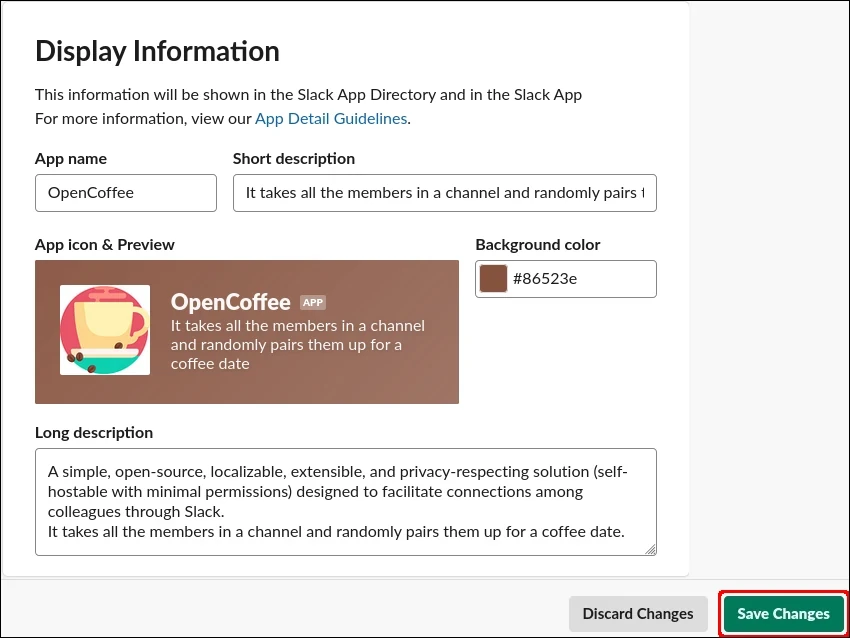 Display Information
This information will be shown in the Slack App Directory and in the Slack App
For more information, view our App Detail Guidelines.
App name
Short description
OpenCoffee
It takes all the members in a channel and randomly pairs
App icon & Preview
Background color
#86523e
OpenCoffee APP
It takes all the members in a channel
and randomly pairs them up for a
coffee date
Long description
A simple, open-source, localizable, extensible, and privacy-respecting solution (self-
hostable with minimal permissions) designed to facilitate connections among
colleagues through Slack.
It takes all the members in a channel and randomly pairs them up for a coffee date.
Discard Changes
Save Changes